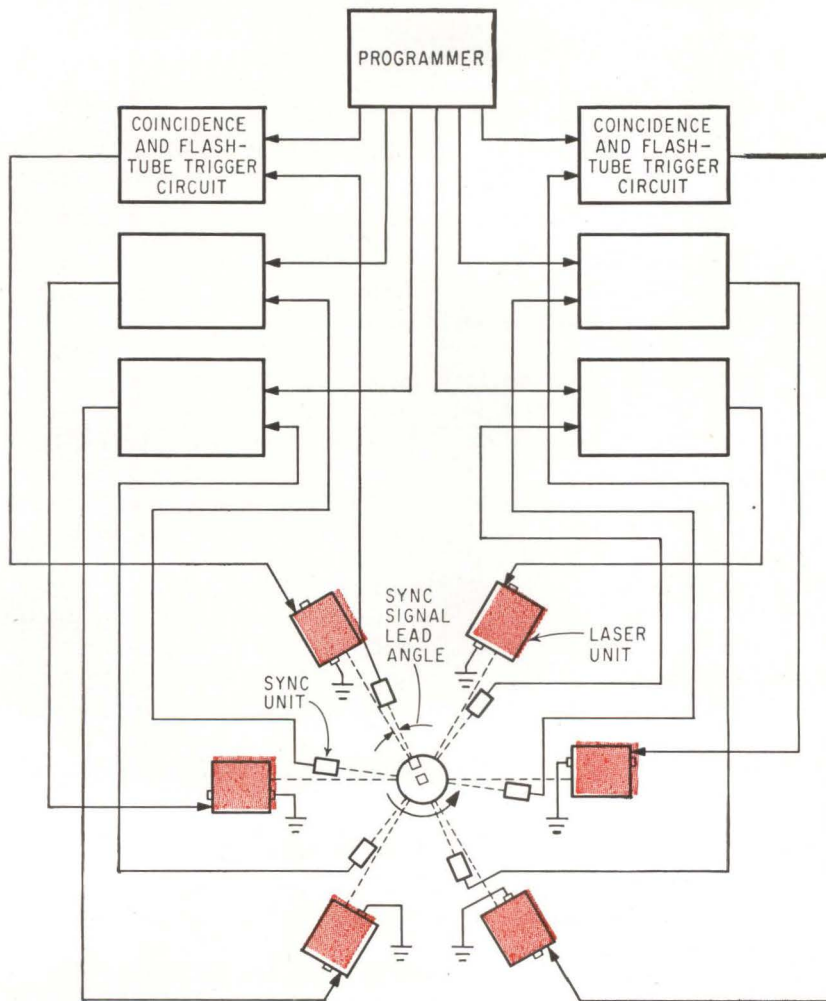 PROGRAMMER
COINCIDENCE
AND FLASH-
TUBE TRIGGER
CIRCUIT
COINCIDENCE
AND FLASH-
TUBE TRIGGER
CIRCUIT
SYNC
SIGNAL
LEAD
ANGLE
LASER
UNIT
SYNC
UNIT